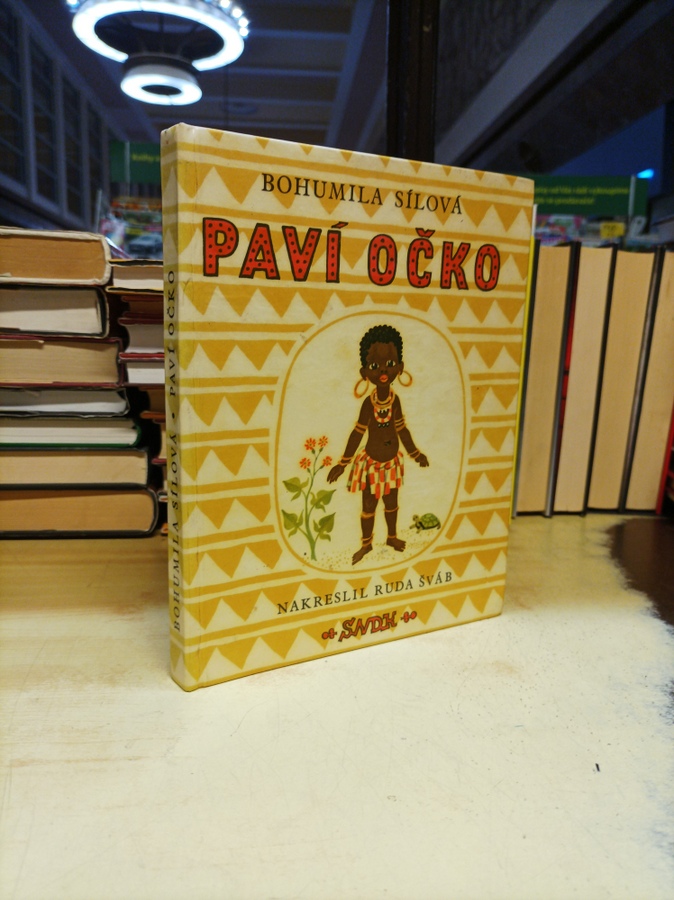 BOHUMILA SÍLOVÁ
PAVÍ OČKO
NAKRESLIL RUDA ŠVÁB
SNDK
BOHUMILA SÍLOVÁ • PAVÍ OČKO